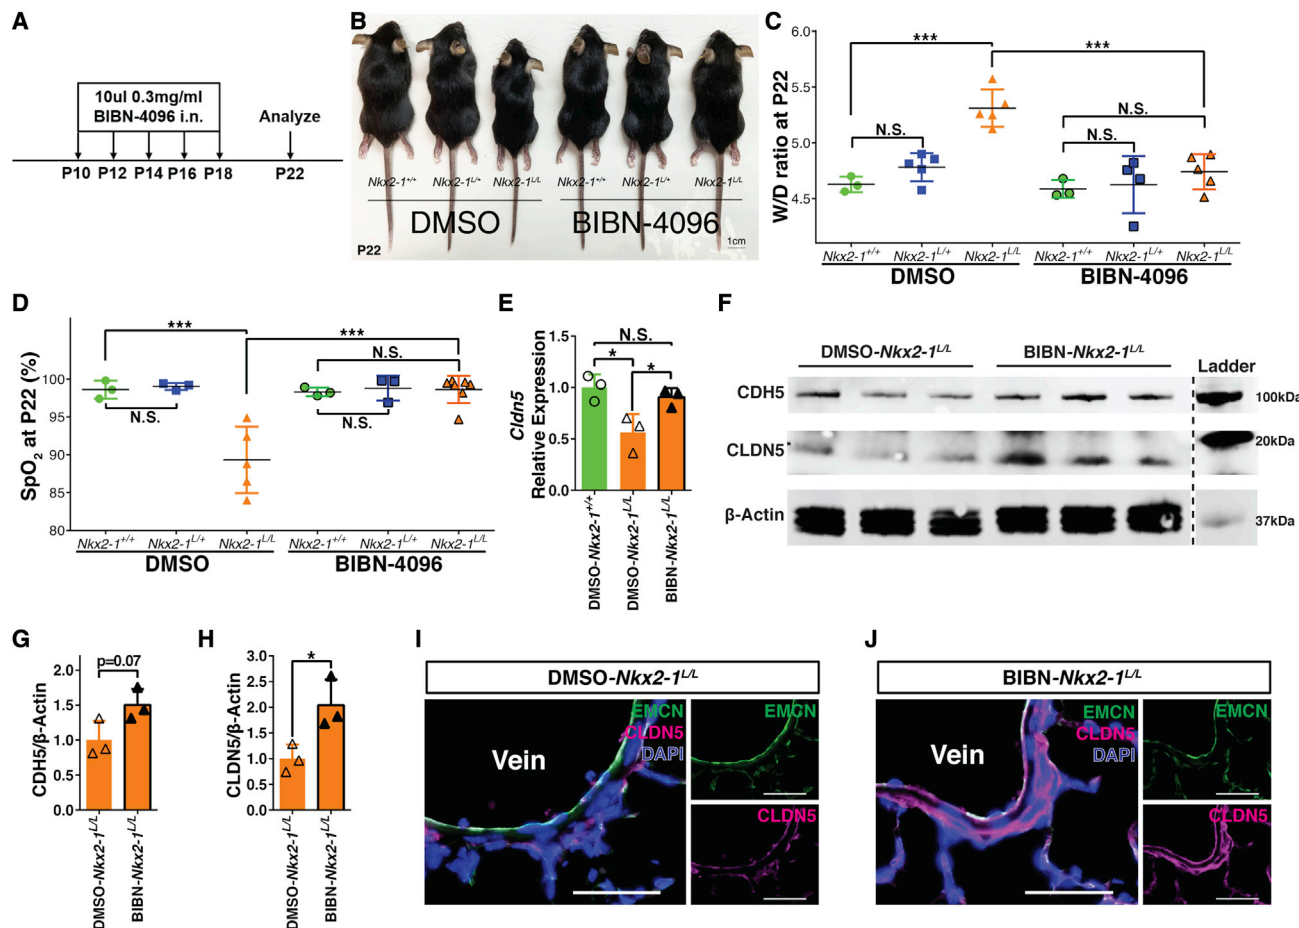 A
10ul 0.3mg/ml
BIBN-4096 i.n.
Analyze
P10 P12 P14 P16 P18 P22
B
Nkx2-1+/+ Nkx2-1L/+ Nkx2-1L/L Nkx2-1+/+ Nkx2-1L/+ Nkx2-1L/L
DMSO BIBN-4096
P22
1cm
C
W/D ratio at P22
6.0
5.5
5.0
4.5
***
***
N.S.
N.S.
N.S.
Nkx2-1+/+ Nkx2-1L/+ Nkx2-1L/L Nkx2-1+/+ Nkx2-1L/+ Nkx2-1L/L
DMSO BIBN-4096
D
SpO2 at P22 (%)
100
95
90
85
80
***
***
N.S.
N.S.
N.S.
Nkx2-1+/+ Nkx2-1L/+ Nkx2-1L/L Nkx2-1+/+ Nkx2-1L/+ Nkx2-1L/L
DMSO BIBN-4096
E
Cldn5
Relative Expression
1.5
1.0
0.5
0.0
N.S.
*
*
DMSO-Nkx2-1+/+
DMSO-Nkx2-1L/L
BIBN-Nkx2-1L/L
F
DMSO-Nkx2-1L/L BIBN-Nkx2-1L/L Ladder
CDH5 100kDa
CLDN5 20kDa
β-Actin 37kDa
G
CDH5/β-Actin
2.0
1.5
1.0
0.5
0.0
p=0.07
DMSO-Nkx2-1L/L
BIBN-Nkx2-1L/L
H
CLDN5/β-Actin
3.0
2.5
2.0
1.5
1.0
0.5
0.0
*
DMSO-Nkx2-1L/L
BIBN-Nkx2-1L/L
I
DMSO-Nkx2-1L/L
EMCN
CLDN5
DAPI
Vein
EMCN
CLDN5
J
BIBN-Nkx2-1L/L
EMCN
CLDN5
DAPI
Vein
EMCN
CLDN5